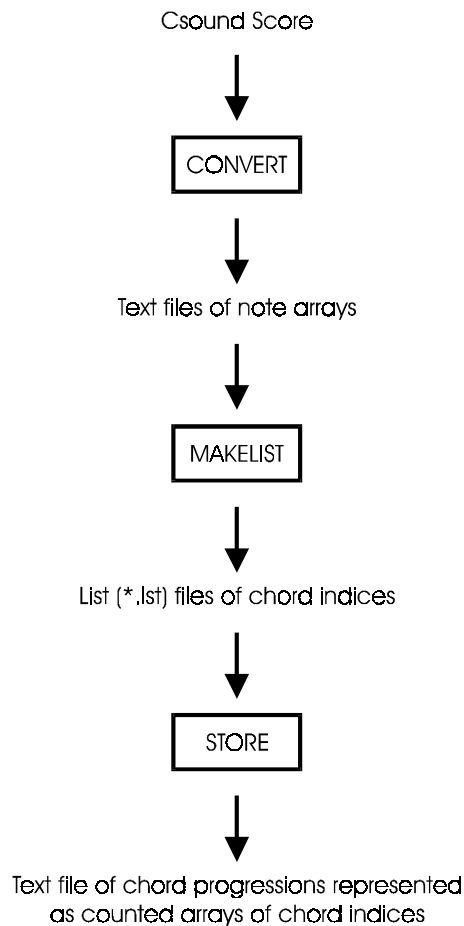 Csound Score
CONVERT
Text files of note arrays
MAKELIST
List (*.lst) files of chord indices
STORE
Text file of chord progressions represented
as counted arrays of chord indices